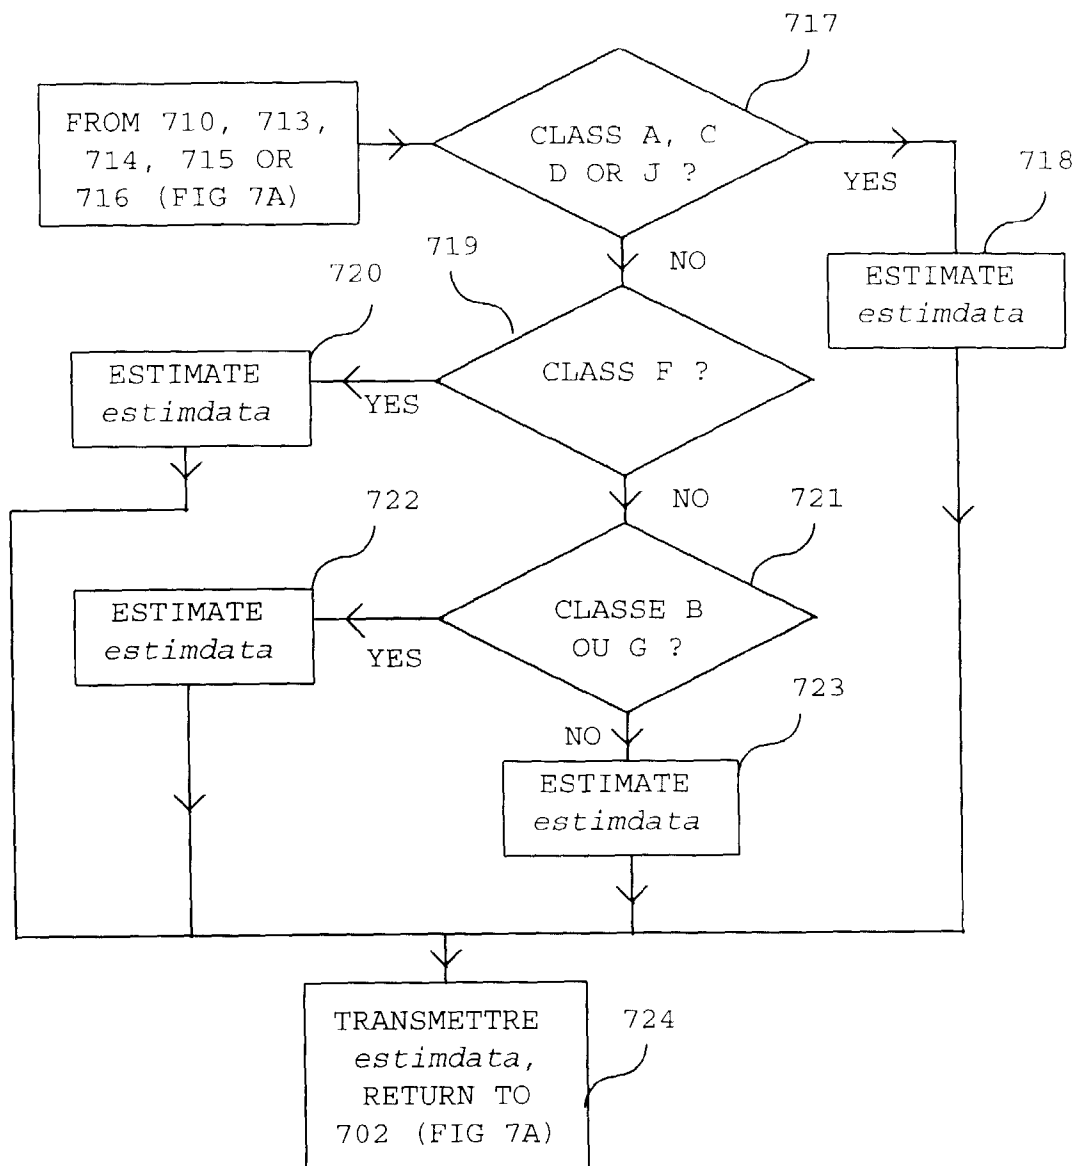 717
FROM 710, 713,
714, 715 OR
716 (FIG 7A)
CLASS A, C
D OR J ?
YES
718
NO
ESTIMATE
estimdata
719
720
CLASS F ?
ESTIMATE
estimdata
YES
NO
721
722
CLASSE B
OU G ?
ESTIMATE
estimdata
YES
723
NO
ESTIMATE
estimdata
TRANSMETTRE
estimdata,
RETURN TO
702 (FIG 7A)
724